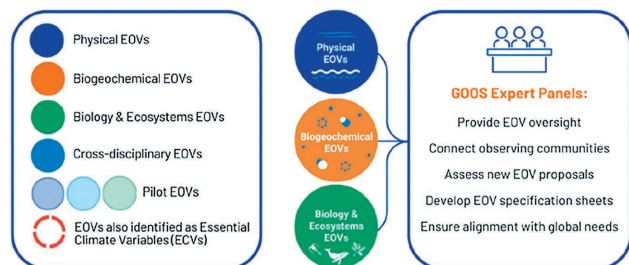 Physical EOVs
Biogeochemical EOVs
Biology & Ecosystems EOVs
Cross-disciplinary EOVs
Pilot EOVs
EOVs also identified as Essential
Climate Variables (ECVs)
Physical
EOVs
Biogeochemical
EOVs
Biology &
Ecosystems
EOVs
GOOS Expert Panels:
Provide EOV oversight
Connect observing communities
Assess new EOV proposals
Develop EOV specification sheets
Ensure alignment with global needs